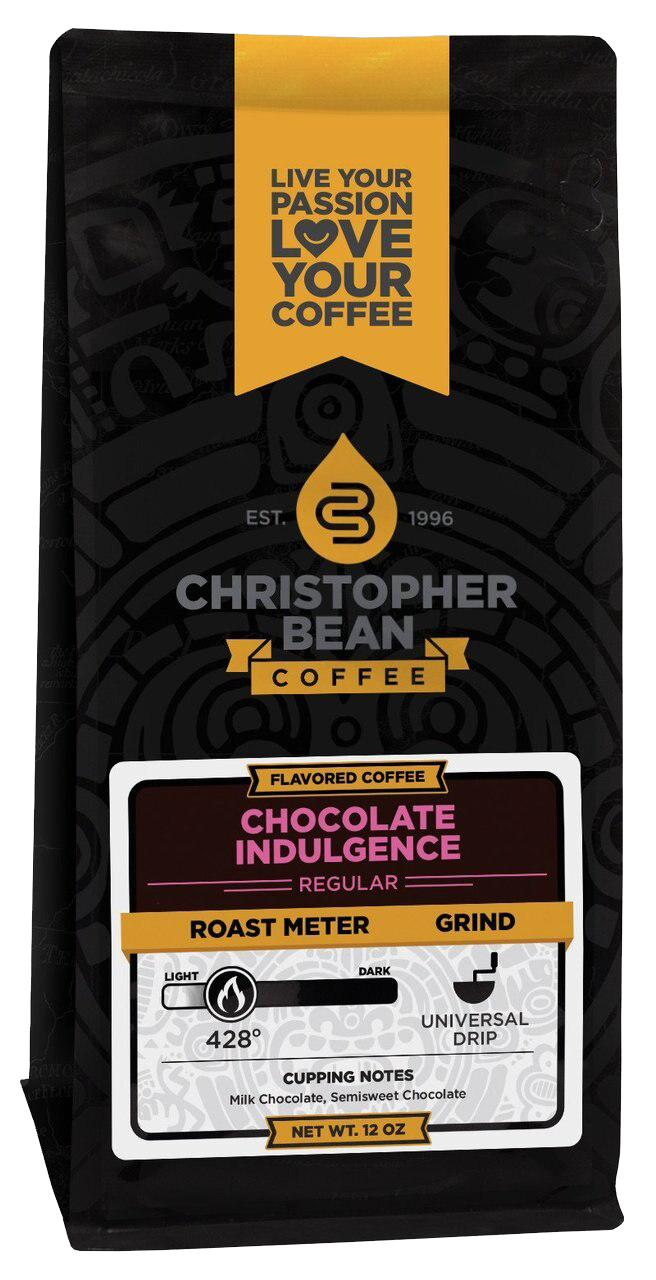 LIVE YOUR
PASSION
LOVE
YOUR
COFFEE
EST. 1996
CHRISTOPHER
BEAN
COFFEE
FLAVORED COFFEE
CHOCOLATE
INDULGENCE
REGULAR
ROAST METER GRIND
LIGHT DARK
428°
UNIVERSAL
DRIP
CUPPING NOTES
Milk Chocolate, Semisweet Chocolate
NET WT. 12 OZ